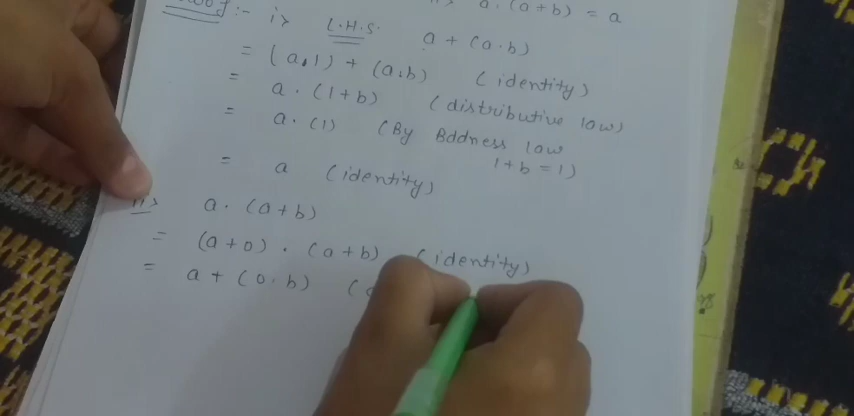 a . (a+b) = a
:- i> L.H.S. a + (a.b)
= (a.1) + (a.b) (identity)
= a . (1+b) (distributive law)
= a . (1) (By Bddness law
1+b = 1)
= a (identity)
ii> a . (a+b)
= (a+0) . (a+b) (identity)
= a + (0.b) (